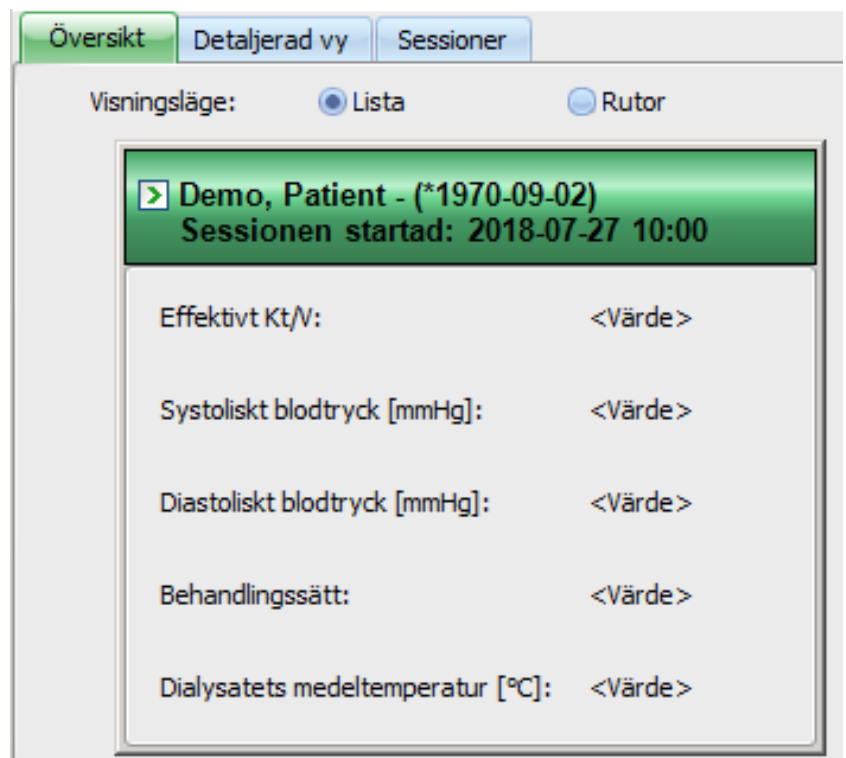 Översikt Detaljerad vy Sessioner
Visningsläge: Lista Rutor
Demo, Patient - (*1970-09-02)
Sessionen startad: 2018-07-27 10:00
Effektivt Kt/V: <Värde>
Systoliskt blodtryck [mmHg]: <Värde>
Diastoliskt blodtryck [mmHg]: <Värde>
Behandlingssätt: <Värde>
Dialysatets medeltemperatur [°C]: <Värde>